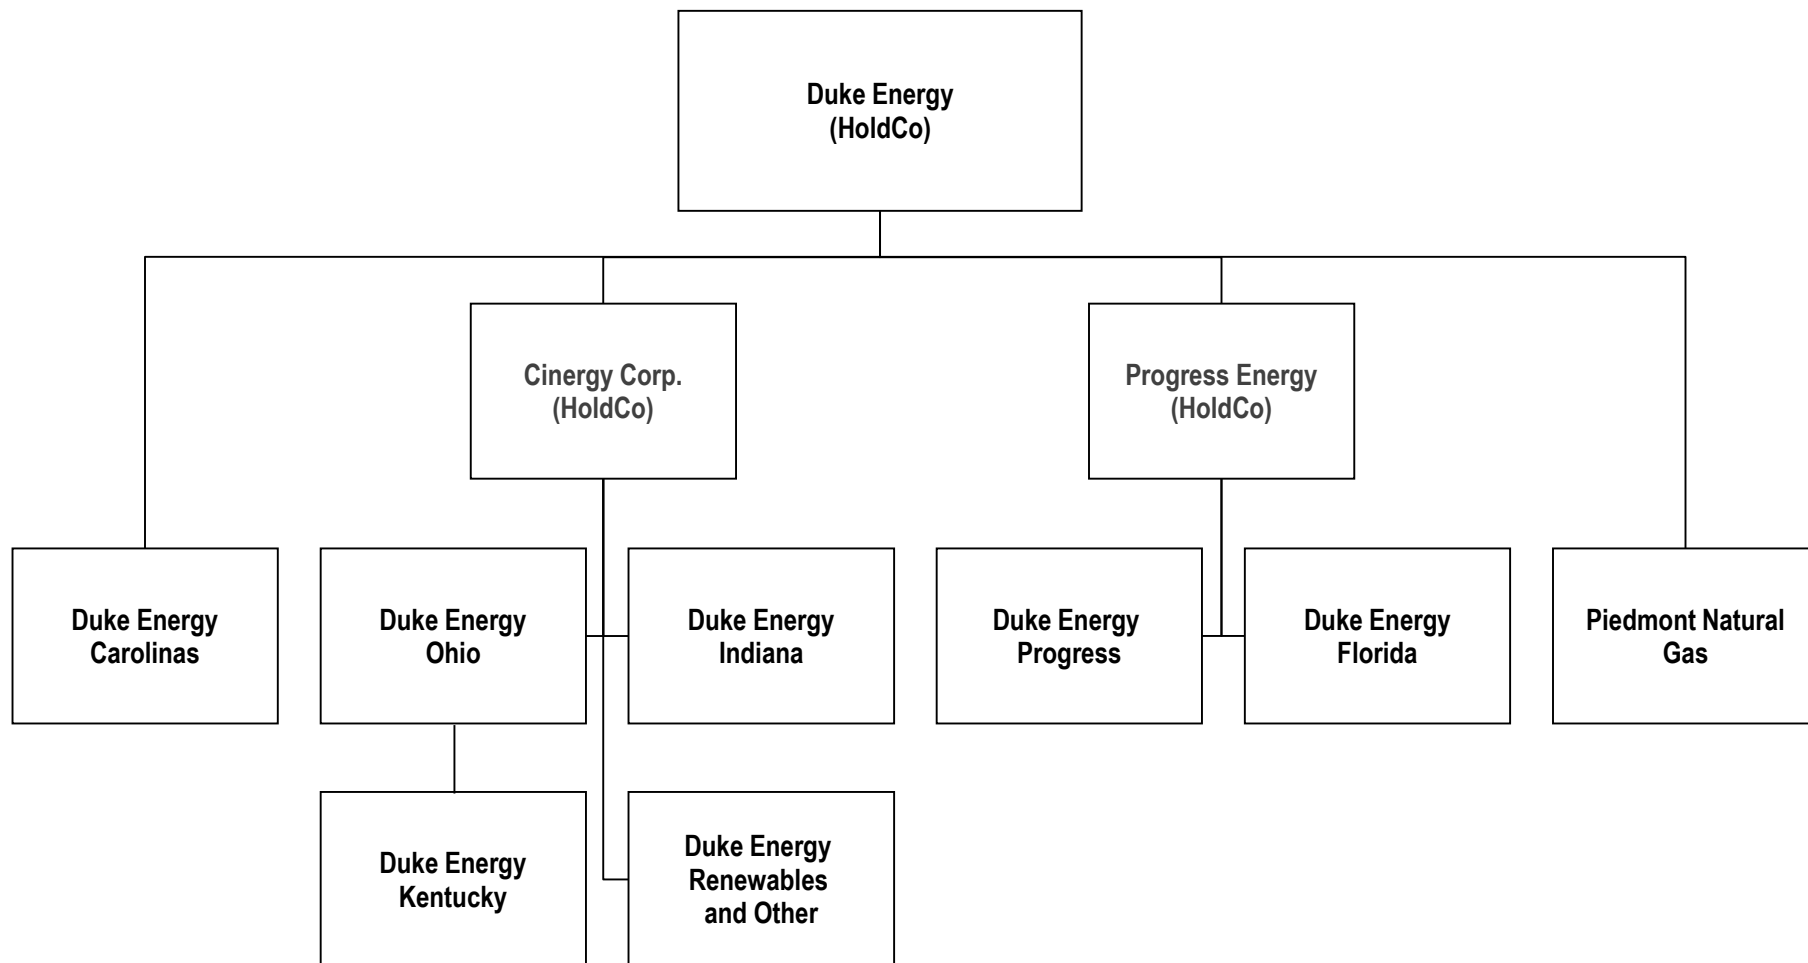 Duke Energy
(HoldCo)
Cinergy Corp.
(HoldCo)
Progress Energy
(HoldCo)
Duke Energy
Carolinas
Duke Energy
Ohio
Duke Energy
Indiana
Duke Energy
Progress
Duke Energy
Florida
Piedmont Natural
Gas
Duke Energy
Kentucky
Duke Energy
Renewables
and Other